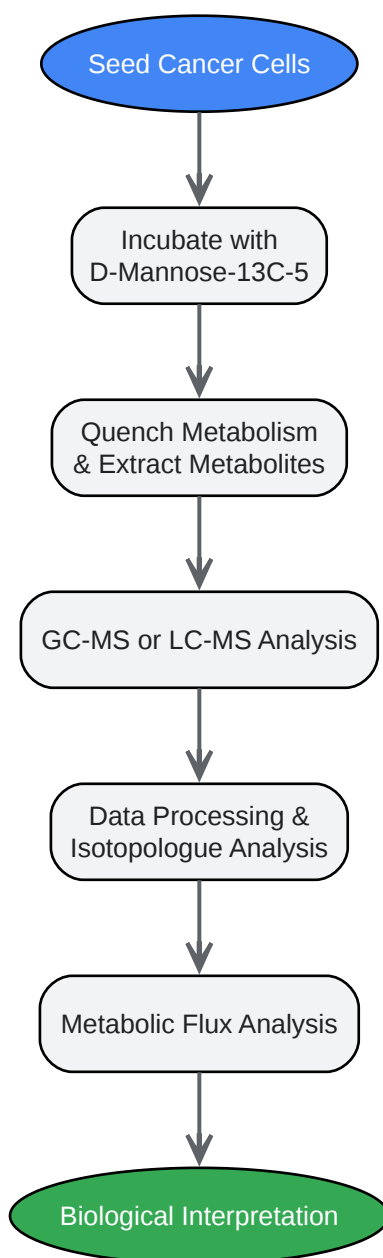 Seed Cancer Cells
Incubate with
D-Mannose-13C-5
Quench Metabolism
& Extract Metabolites
GC-MS or LC-MS Analysis
Data Processing &
Isotopologue Analysis
Metabolic Flux Analysis
Biological Interpretation